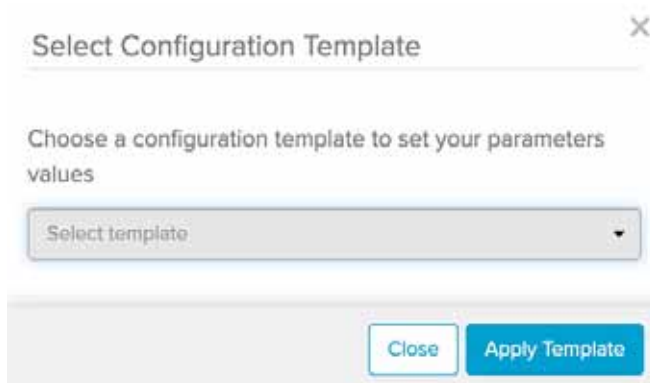 Select Configuration Template
Choose a configuration template to set your parameters
values
Select template
Close
Apply Template